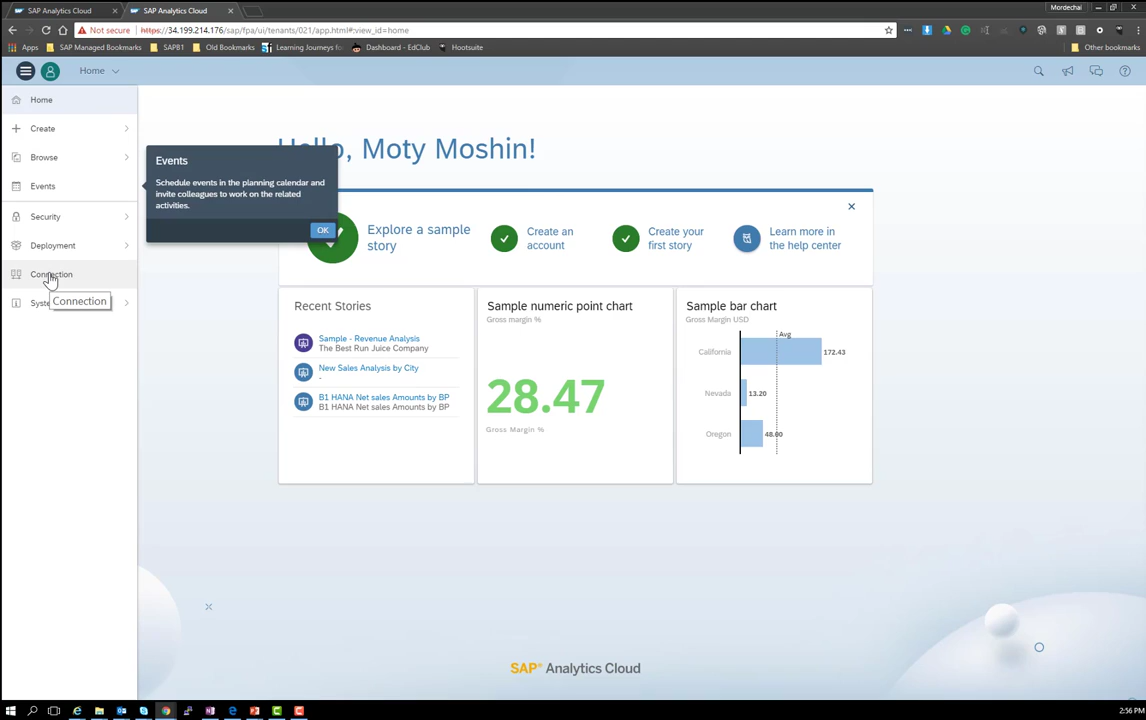 SAP Analytics Cloud
SAP Analytics Cloud
Mordechai
Not secure | https://34.199.214.176/sap/fpa/ui/tenants/021/app.html#;view_id=home
Apps
SAP Managed Bookmarks
SAPB1
Old Bookmarks
Learning Journeys for
Dashboard - EdClub
Hootsuite
Other bookmarks
Home
Home
Create
Browse
Events
Security
Deployment
Connection
Syste
Connection
Events
Schedule events in the planning calendar and
invite colleagues to work on the related
activities.
OK
Hello, Moty Moshin!
Explore a sample
story
Create an
account
Create your
first story
Learn more in
the help center
Recent Stories
Sample - Revenue Analysis
The Best Run Juice Company
New Sales Analysis by City
-
B1 HANA Net sales Amounts by BP
B1 HANA Net sales Amounts by BP
Sample numeric point chart
Gross margin %
28.47
Gross Margin %
Sample bar chart
Gross Margin USD
Avg
California
172.43
Nevada
13.20
Oregon
48.00
SAP® Analytics Cloud
2:56 PM